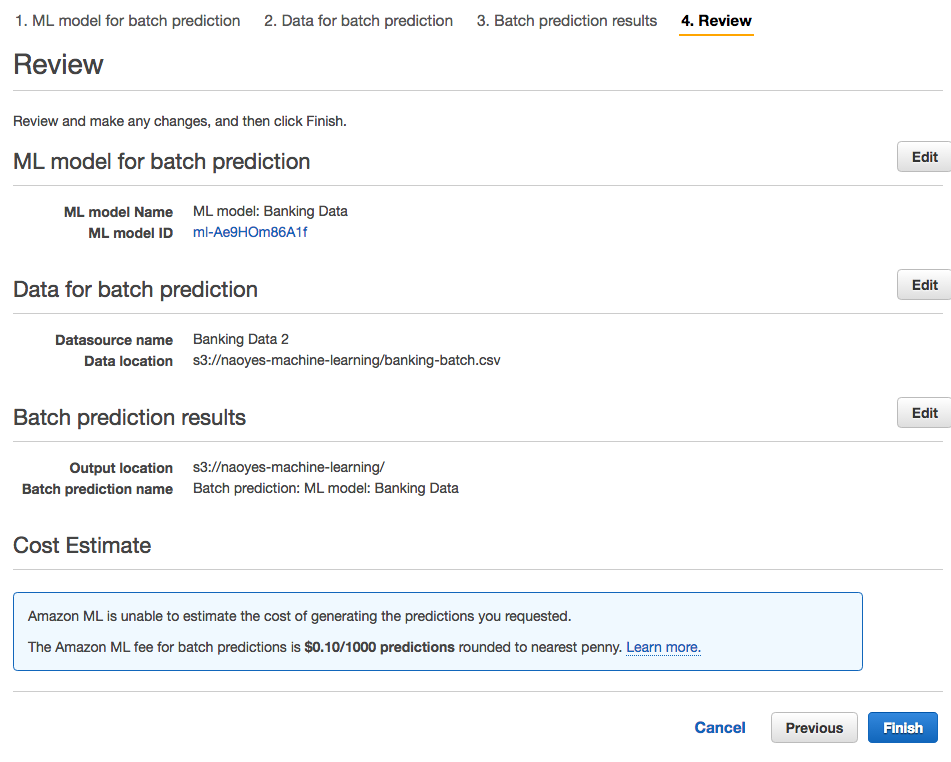 1. ML model for batch prediction 2. Data for batch prediction 3. Batch prediction results 4. Review
Review
Review and make any changes, and then click Finish.
ML model for batch prediction Edit
ML model Name ML model: Banking Data
ML model ID ml-Ae9HOm86A1f
Data for batch prediction Edit
Datasource name Banking Data 2
Data location s3://naoyes-machine-learning/banking-batch.csv
Batch prediction results Edit
Output location s3://naoyes-machine-learning/
Batch prediction name Batch prediction: ML model: Banking Data
Cost Estimate
Amazon ML is unable to estimate the cost of generating the predictions you requested.
The Amazon ML fee for batch predictions is $0.10/1000 predictions rounded to nearest penny. Learn more.
Cancel Previous Finish